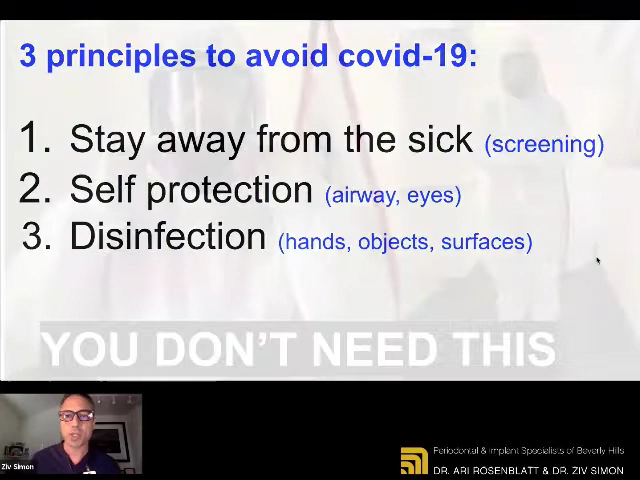 3 principles to avoid covid-19:
1. Stay away from the sick (screening)
2. Self protection (airway, eyes)
3. Disinfection (hands, objects, surfaces)
YOU DON'T NEED THIS
Ziv Simon
Periodontal & Implant Specialists of Beverly Hills
DR. ARI ROSENBLATT & DR. ZIV SIMON